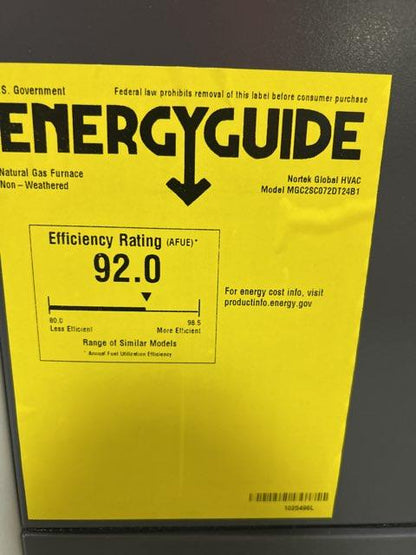 .S. Government
Federal law prohibits removal of this label before consumer purchase
ENERGYGUIDE
Natural Gas Furnace
Non - Weathered
Nortek Global HVAC
Model MGC2SC072DT24B1
Efficiency Rating (AFUE)*
92.0
80.0
98.5
Less Efficient
More Efficient
Range of Similar Models
* Annual Fuel Utilization Efficiency
For energy cost info, visit
productinfo.energy.gov